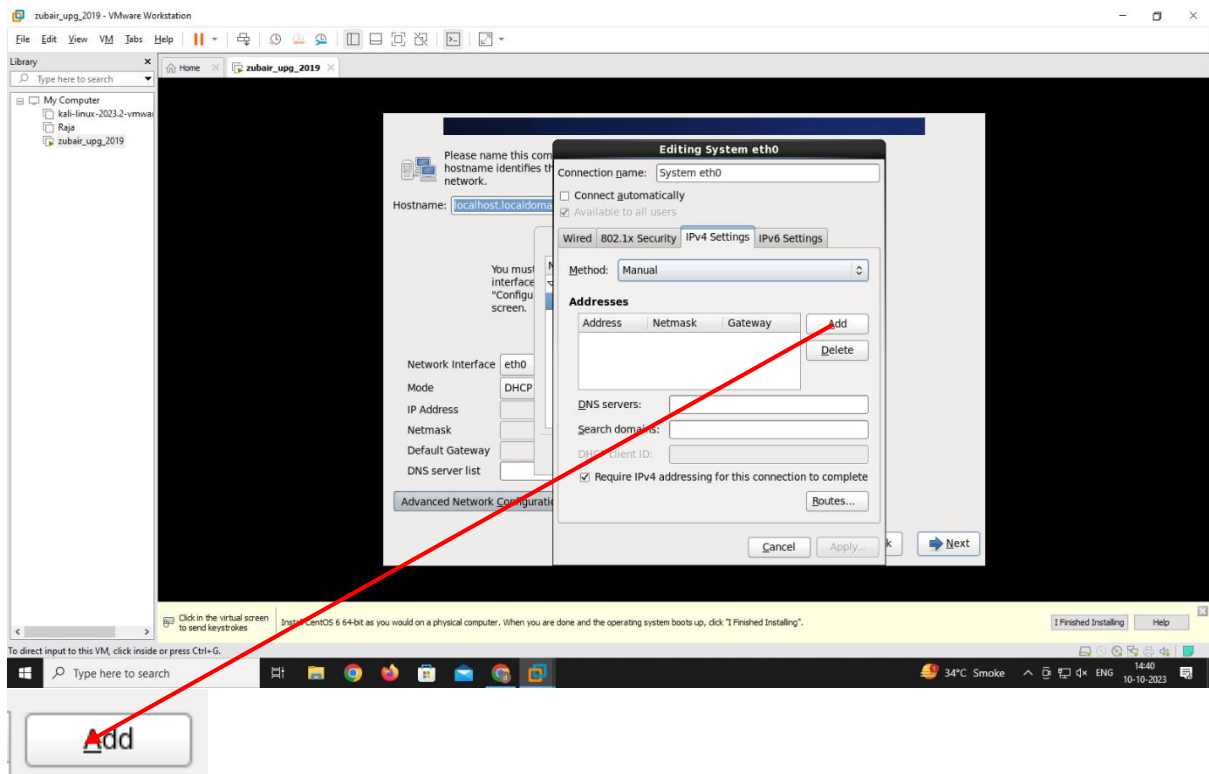 zubair_upg_2019 - VMware Workstation
File Edit View VM Tabs Help
Library
Type here to search
Home zubair_upg_2019
My Computer
kali-linux-2023.2-vmwa
Raja
zubair_upg_2019
Please name this com
hostname identifies th
network.
Hostname: localhost.localdoma
You must
interface
"Configu
screen.
Network Interface eth0
Mode DHCP
IP Address
Netmask
Default Gateway
DNS server list
Advanced Network Configuratio
Editing System eth0
Connection name: System eth0
Connect automatically
Available to all users
Wired 802.1x Security IPv4 Settings IPv6 Settings
Method: Manual
Addresses
Address Netmask Gateway
Add
Delete
DNS servers:
Search domains:
DHCP client ID:
Require IPv4 addressing for this connection to complete
Routes...
Cancel Apply...
k Next
Click in the virtual screen
to send keystrokes
Install CentOS 6 64-bit as you would on a physical computer. When you are done and the operating system boots up, click "I Finished Installing".
I Finished Installing Help
To direct input to this VM, click inside or press Ctrl+G.
Type here to search
34°C Smoke ENG
14:40
10-10-2023
Add